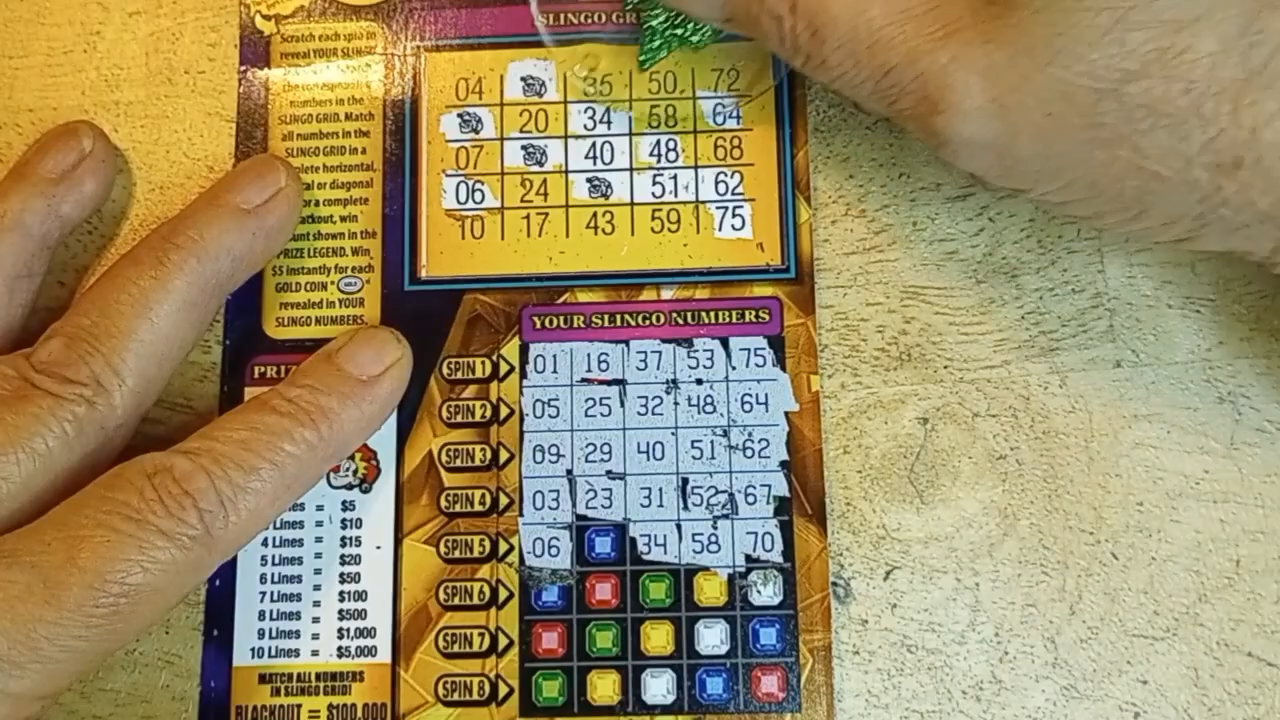 SLINGO GR
Scratch each spin to
reveal YOUR SLINGO
numbers in the
SLINGO GRID. Match
all numbers in the
SLINGO GRID in a
plete horizontal,
cal or diagonal
or a complete
ackout, win
unt shown in the
PRIZE LEGEND. Win
$5 instantly for each
GOLD COIN "GOLD"
revealed in YOUR
SLINGO NUMBERS.
04 35 50 72
20 34 58 64
07 40 48 68
06 24 51 62
10 17 43 59 75
YOUR SLINGO NUMBERS
SPIN 1 01 16 37 53 75
SPIN 2 05 25 32 48 64
SPIN 3 09 29 40 51 62
SPIN 4 03 23 31 52 67
SPIN 5 06 34 58 70
SPIN 6
SPIN 7
SPIN 8
PRIZ
nes = $5
Lines = $10
4 Lines = $15
5 Lines = $20
6 Lines = $50
7 Lines = $100
8 Lines = $500
9 Lines = $1,000
10 Lines = $5,000
MATCH ALL NUMBERS
IN SLINGO GRID!
BLACKOUT = $100,000